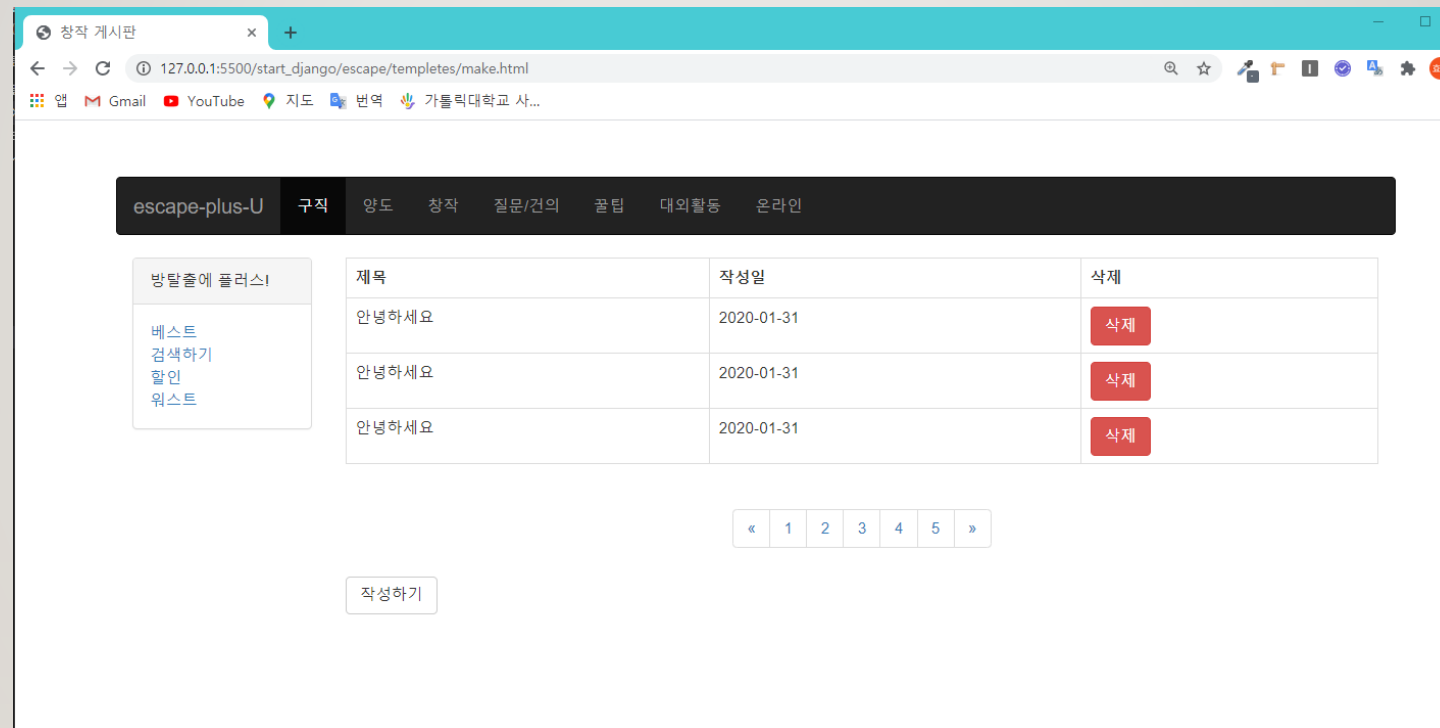 창작 게시판
127.0.0.1:5500/start_django/escape/templetes/make.html
앱 Gmail YouTube 지도 번역 가톨릭대학교 사...
escape-plus-U 구직 양도 창작 질문/건의 꿀팁 대외활동 온라인
방탈출에 플러스!
베스트
검색하기
할인
워스트
제목 작성일 삭제
안녕하세요 2020-01-31 삭제
안녕하세요 2020-01-31 삭제
안녕하세요 2020-01-31 삭제
« 1 2 3 4 5 »
작성하기